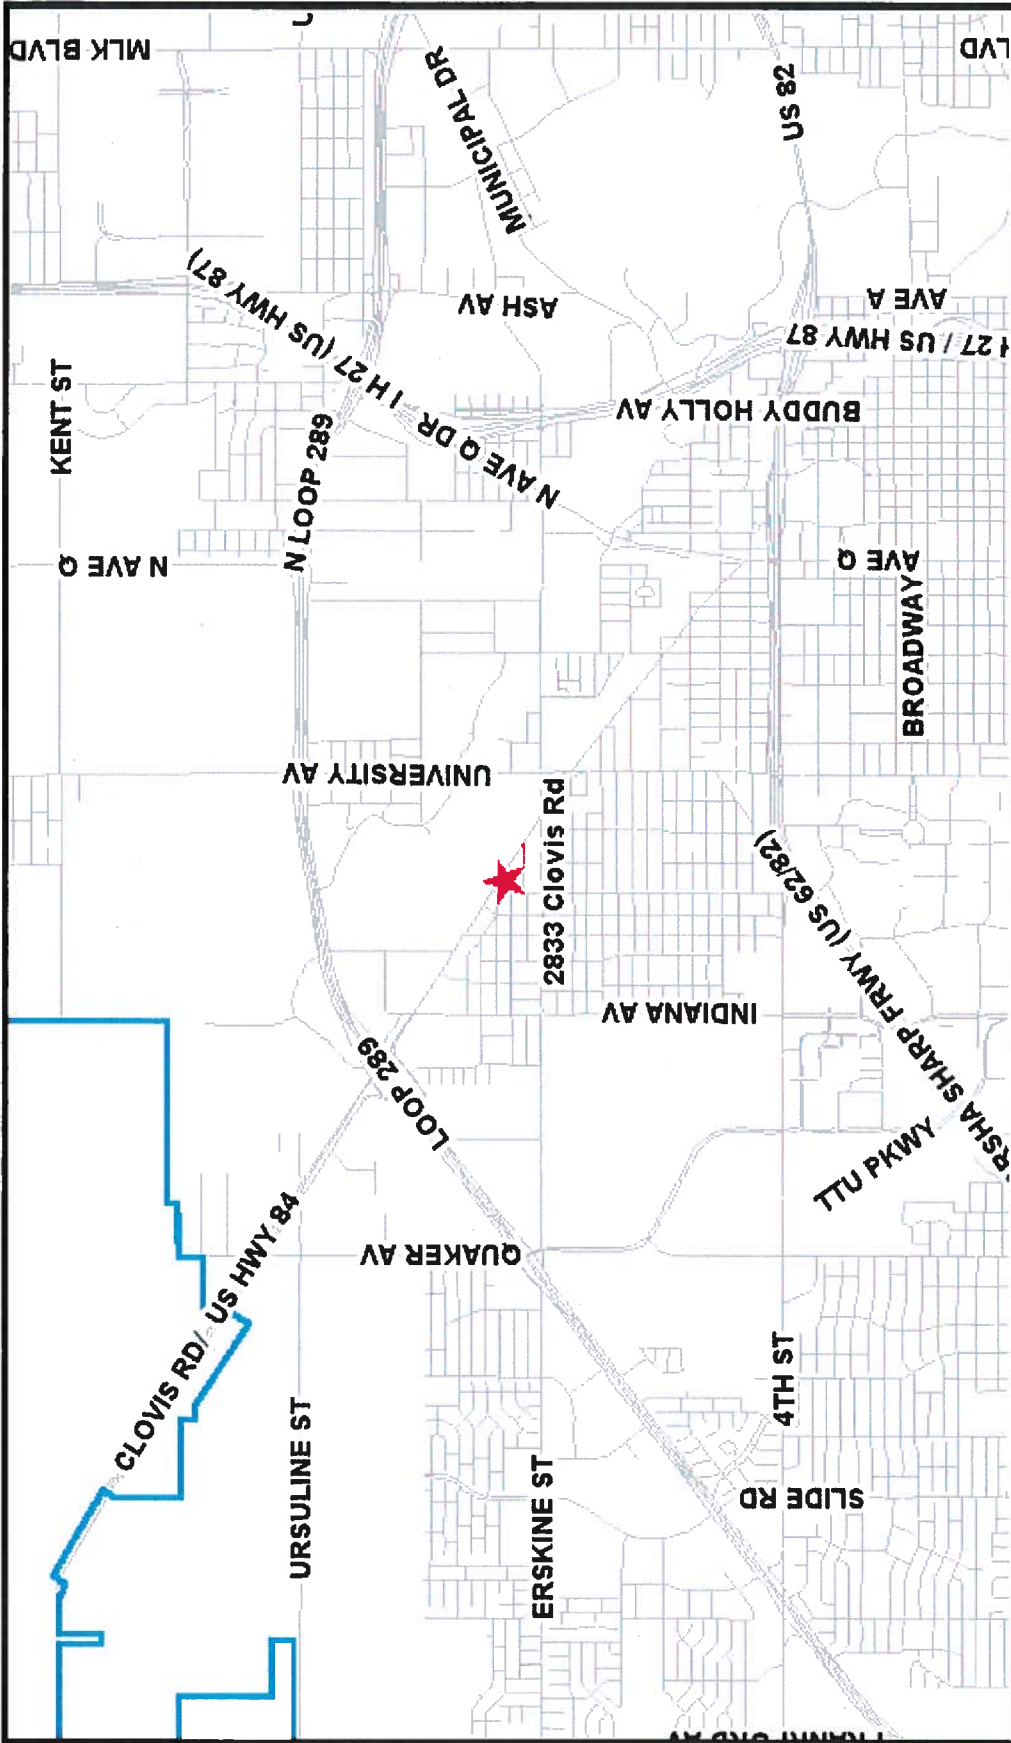 MLK BLVD
LVD
MUNICIPAL DR
US 82
I H 27 (US HWY 87)
ASH AV
AVE A
27 / US HWY 87
KENT ST
BUDDY HOLLY AV
N LOOP 289
N AVE Q DR
N AVE Q
AVE Q
BROADWAY
UNIVERSITY AV
2833 Clovis Rd
RSHA SHARP FRWY (US 62/82)
INDIANA AV
LOOP 289
TTU PKWY
CLOVIS RD/ US HWY 84
QUAKER AV
4TH ST
URSULINE ST
ERSKINE ST
SLIDE RD